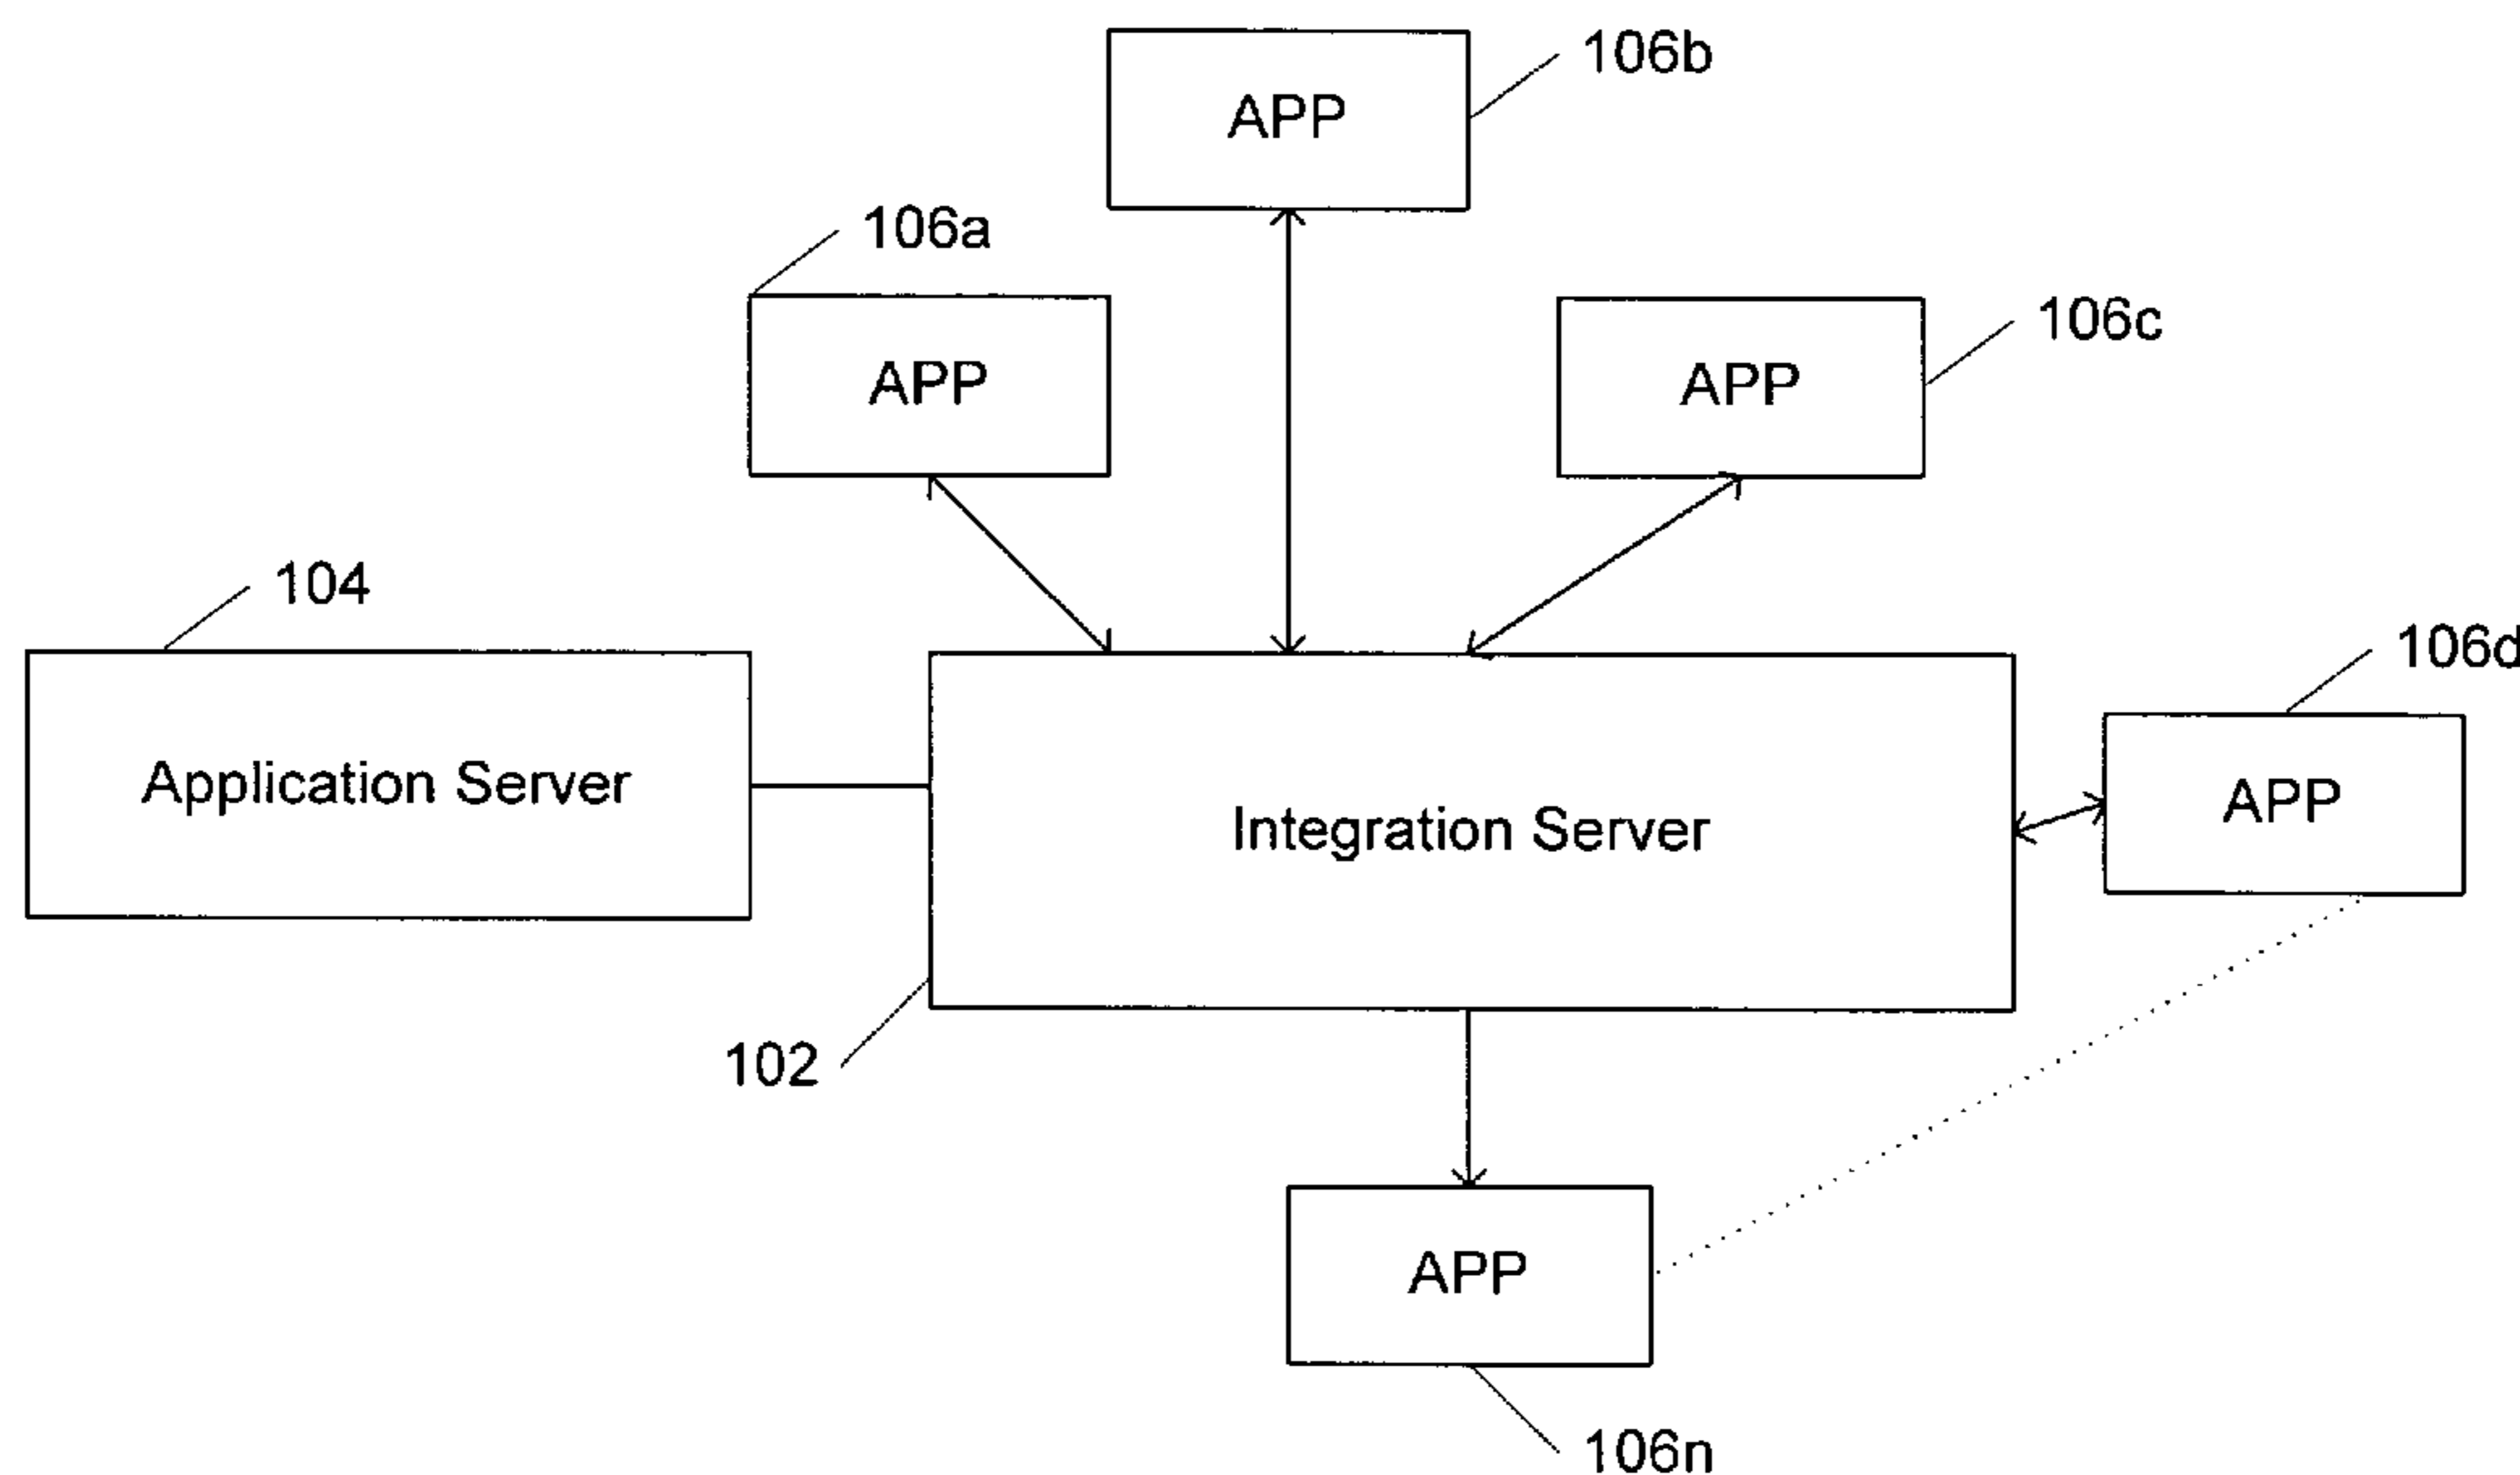 106b
APP
106a
APP
106c
APP
104
106d
Application Server
Integration Server
APP
102
APP
106n